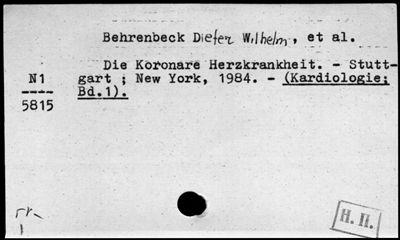 Behrenbeck Dieter Wilhelm, et al.
Die Koronare Herzkrankheit. - Stutt-
gart ; New York, 1984. - (Kardiologie;
Bd.1).
N1
----
5815
H. П.